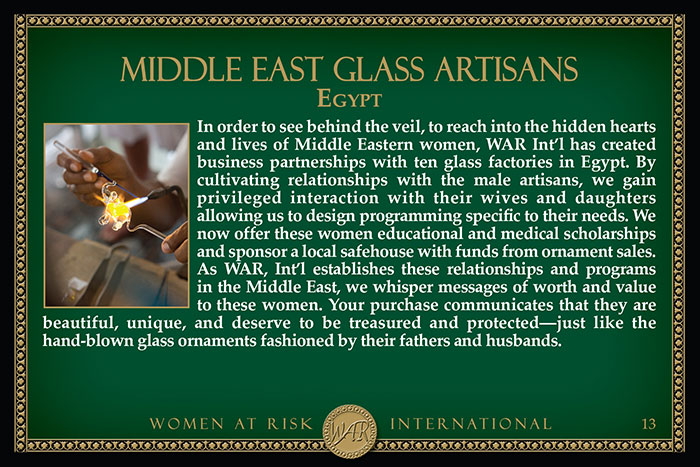 MIDDLE EAST GLASS ARTISANS
EGYPT
In order to see behind the veil, to reach into the hidden hearts
and lives of Middle Eastern women, WAR Int'l has created
business partnerships with ten glass factories in Egypt. By
cultivating relationships with the male artisans, we gain
privileged interaction with their wives and daughters
allowing us to design programming specific to their needs. We
now offer these women educational and medical scholarships
and sponsor a local safehouse with funds from ornament sales.
As WAR, Int'l establishes these relationships and programs
in the Middle East, we whisper messages of worth and value
to these women. Your purchase communicates that they are
beautiful, unique, and deserve to be treasured and protected—just like the
hand-blown glass ornaments fashioned by their fathers and husbands.
WOMEN AT RISK WAR INTERNATIONAL 13